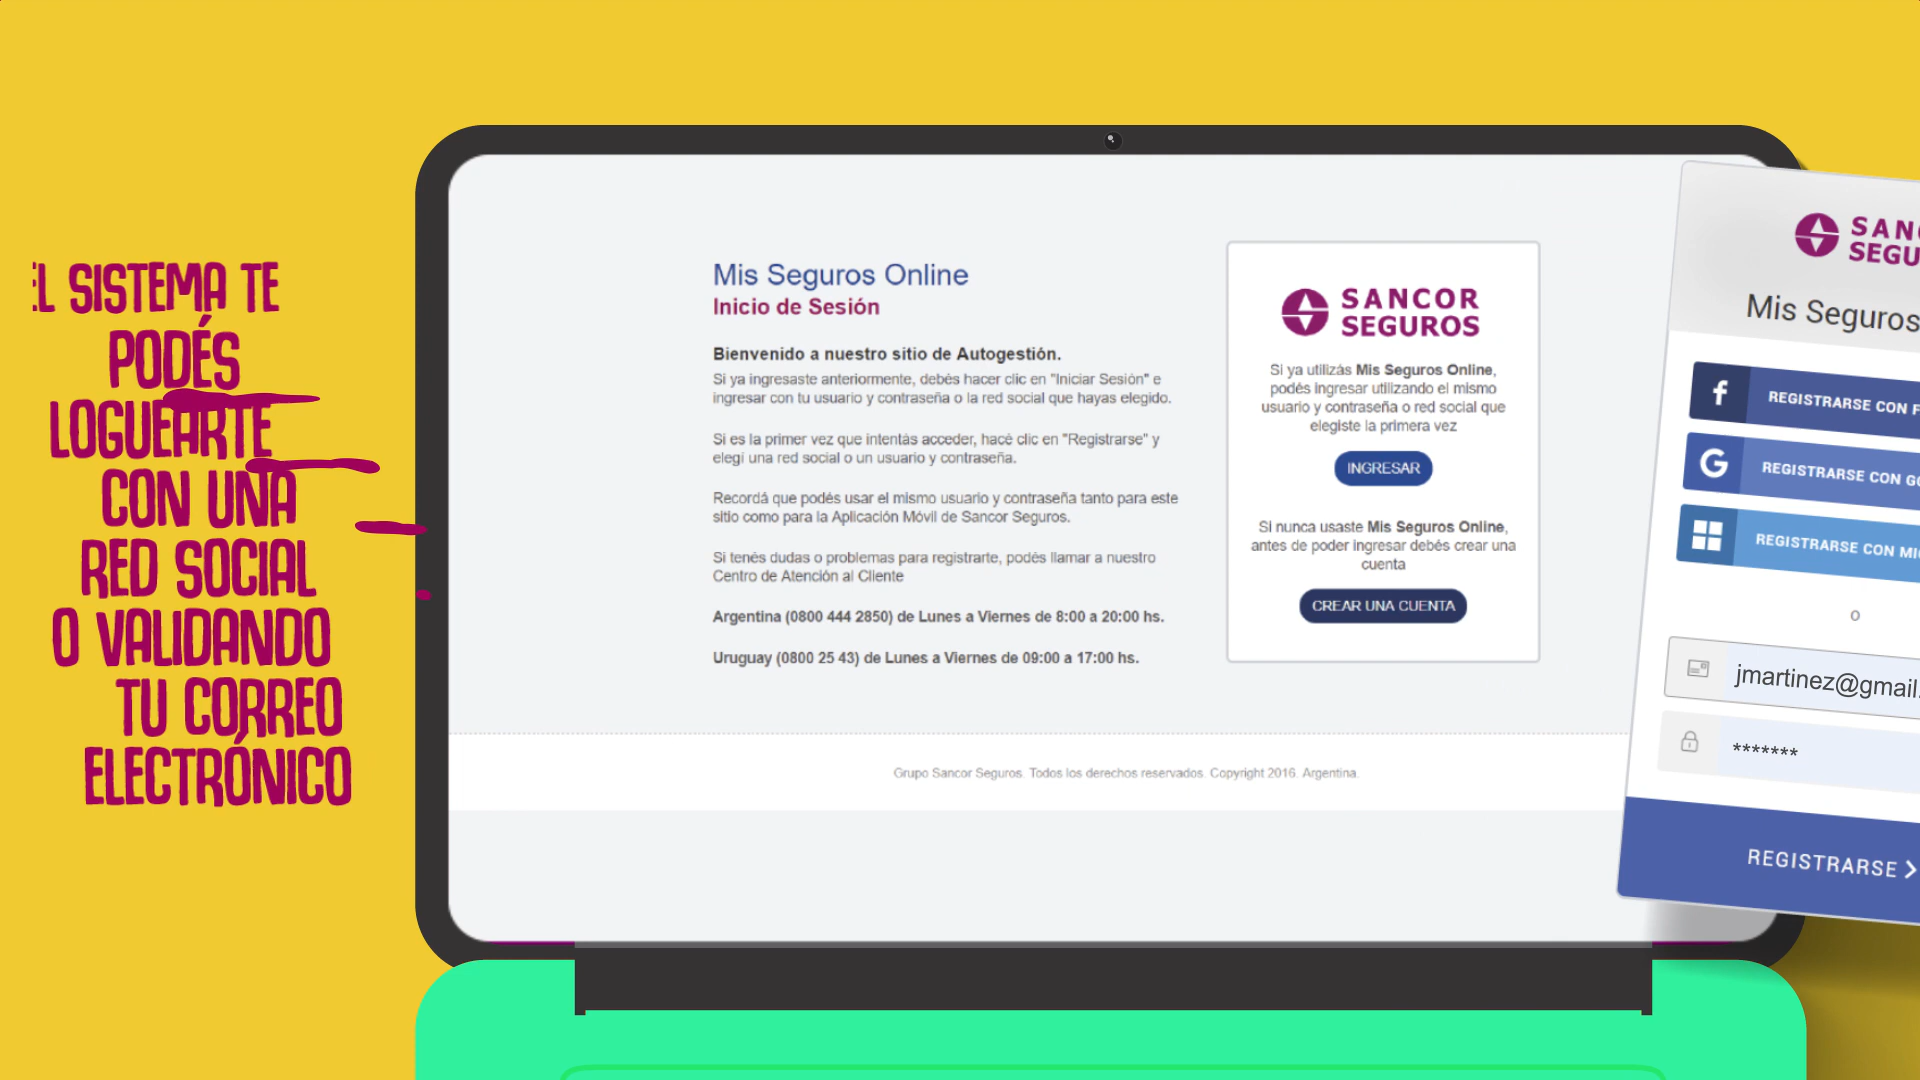 EL SISTEMA TE
PODÉS
LOGUEARTE
CON UNA
RED SOCIAL
O VALIDANDO
TU CORREO
ELECTRÓNICO
Mis Seguros Online
Inicio de Sesión
Bienvenido a nuestro sitio de Autogestión.
Si ya ingresaste anteriormente, debés hacer clic en "Iniciar Sesión" e
ingresar con tu usuario y contraseña o la red social que hayas elegido.
Si es la primer vez que intentás acceder, hacé clic en "Registrarse" y
elegí una red social o un usuario y contraseña.
Recordá que podés usar el mismo usuario y contraseña tanto para este
sitio como para la Aplicación Móvil de Sancor Seguros.
Si tenés dudas o problemas para registrarte, podés llamar a nuestro
Centro de Atención al Cliente
Argentina (0800 444 2850) de Lunes a Viernes de 8:00 a 20:00 hs.
Uruguay (0800 25 43) de Lunes a Viernes de 09:00 a 17:00 hs.
SANCOR
SEGUROS
Si ya utilizás Mis Seguros Online,
podés ingresar utilizando el mismo
usuario y contraseña o red social que
elegiste la primera vez
INGRESAR
Si nunca usaste Mis Seguros Online,
antes de poder ingresar debés crear una
cuenta
CREAR UNA CUENTA
Grupo Sancor Seguros. Todos los derechos reservados. Copyright 2016. Argentina.
SAN
SEGU
Mis Seguros
REGISTRARSE CON F
REGISTRARSE CON GO
REGISTRARSE CON MI
O
jmartinez@gmail.
*******
REGISTRARSE >